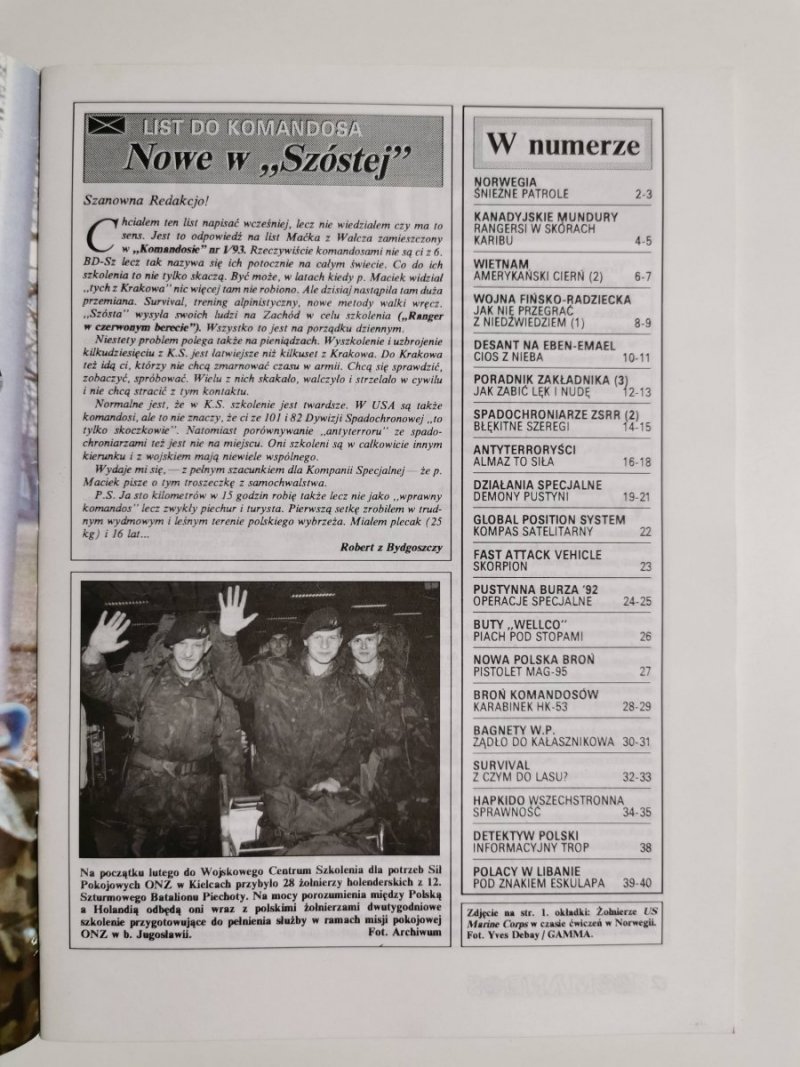 LIST DO KOMANDOSA
Nowe w „Szóstej”
Szanowna Redakcjo!
Chciałem ten list napisać wcześniej, lecz nie wiedziałem czy ma to
sens. Jest to odpowiedź na list Maćka z Wałcza zamieszczony
w „Komandosie” nr 1/93. Rzeczywiście komandosami nie są ci z 6.
BD-Sz lecz tak nazywa się ich potocznie na całym świecie. Co do ich
szkolenia to nie tylko skaczą. Być może, w latach kiedy p. Maciek widział
„tych z Krakowa” nic więcej tam nie robiono. Ale dzisiaj nastąpiła tam duża
przemiana. Survival, trening alpinistyczny, nowe metody walki wręcz.
„Szósta” wysyła swoich ludzi na Zachód w celu szkolenia („Ranger
w czerwonym berecie”). Wszystko to jest na porządku dziennym.
Niestety problem polega także na pieniądzach. Wyszkolenie i uzbrojenie
kilkudziesięciu z K.S. jest łatwiejsze niż kilkuset z Krakowa. Do Krakowa
też idą ci, którzy nie chcą zmarnować czasu w armii. Chcą się sprawdzić,
zobaczyć, spróbować. Wielu z nich skakało, walczyło i strzelało w cywilu
i nie chcą stracić z tym kontaktu.
Normalne jest, że w K.S. szkolenie jest twardsze. W USA są także
komandosi, ale to nie znaczy, że ci ze 101 i 82 Dywizji Spadochronowej „to
tylko skoczkowie”. Natomiast porównywanie „antyterroru” ze spado-
chroniarzami też jest nie na miejscu. Oni szkoleni są w całkowicie innym
kierunku i z wojskiem mają niewiele wspólnego.
Wydaje mi się, — z pełnym szacunkiem dla Kompanii Specjalnej — że p.
Maciek pisze o tym troszeczkę z samochwalstwa.
P.S. Ja sto kilometrów w 15 godzin robię także lecz nie jako „wprawny
komandos” lecz zwykły piechur i turysta. Pierwszą setkę zrobiłem w trud-
nym wydmowym i leśnym terenie polskiego wybrzeża. Miałem plecak (25
kg) i 16 lat...
Robert z Bydgoszczy
Na początku lutego do Wojskowego Centrum Szkolenia dla potrzeb Sił
Pokojowych ONZ w Kielcach przybyło 28 żołnierzy holenderskich z 12.
Szturmowego Batalionu Piechoty. Na mocy porozumienia między Polską
a Holandią odbędą oni wraz z polskimi żołnierzami dwutygodniowe
szkolenie przygotowujące do pełnienia służby w ramach misji pokojowej
ONZ w b. Jugosławii. Fot. Archiwum
W numerze
NORWEGIA
ŚNIEŻNE PATROLE 2-3
KANADYJSKIE MUNDURY
RANGERSI W SKÓRACH
KARIBU 4-5
WIETNAM
AMERYKAŃSKI CIERŃ (2) 6-7
WOJNA FIŃSKO-RADZIECKA
JAK NIE PRZEGRAĆ
Z NIEDŹWIEDZIEM (1) 8-9
DESANT NA EBEN-EMAEL
CIOS Z NIEBA 10-11
PORADNIK ZAKŁADNIKA (3)
JAK ZABIĆ LĘK I NUDĘ 12-13
SPADOCHRONIARZE ZSRR (2)
BŁĘKITNE SZEREGI 14-15
ANTYTERRORYŚCI
ALMAZ TO SIŁA 16-18
DZIAŁANIA SPECJALNE
DEMONY PUSTYNI 19-21
GLOBAL POSITION SYSTEM
KOMPAS SATELITARNY 22
FAST ATTACK VEHICLE
SKORPION 23
PUSTYNNA BURZA '92
OPERACJE SPECJALNE 24-25
BUTY „WELLCO”
PIACH POD STOPAMI 26
NOWA POLSKA BROŃ
PISTOLET MAG-95 27
BROŃ KOMANDOSÓW
KARABINEK HK-53 28-29
BAGNETY W.P.
ŻĄDŁO DO KAŁASZNIKOWA 30-31
SURVIVAL
Z CZYM DO LASU? 32-33
HAPKIDO WSZECHSTRONNA
SPRAWNOŚĆ 34-35
DETEKTYW POLSKI
INFORMACYJNY TROP 38
POLACY W LIBANIE
POD ZNAKIEM ESKULAPA 39-40
Zdjęcie na str. 1. okładki: Żołnierze US
Marine Corps w czasie ćwiczeń w Norwegii.
Fot. Yves Debay / GAMMA.